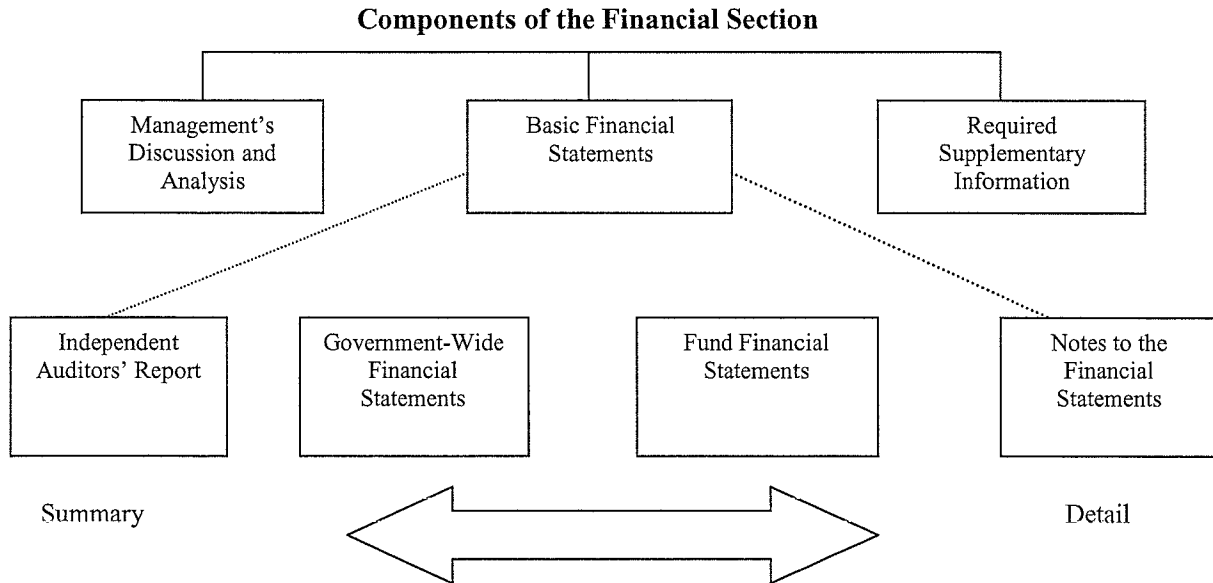 Components of the Financial Section
Management's
Discussion and
Analysis
Basic Financial
Statements
Required
Supplementary
Information
Independent
Auditors' Report
Government-Wide
Financial
Statements
Fund Financial
Statements
Notes to the
Financial
Statements
Summary
Detail